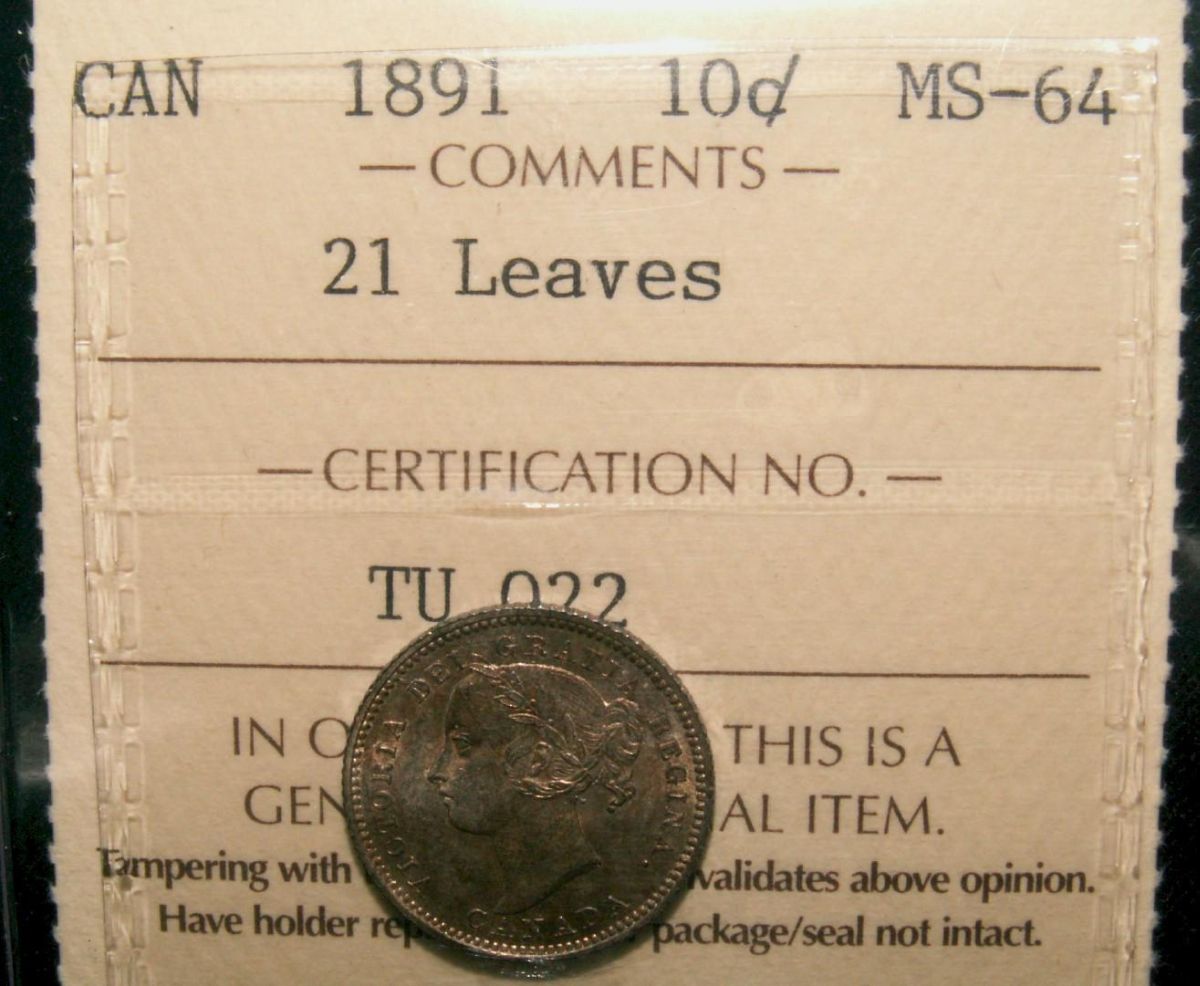 CAN 1891 10¢ MS-64
— COMMENTS —
21 Leaves
— CERTIFICATION NO. —
TU 022
IN O THIS IS A
GEN AL ITEM.
Tampering with validates above opinion.
Have holder rep package/seal not intact.
VICTORIA DEI GRATIA REGINA.
CANADA